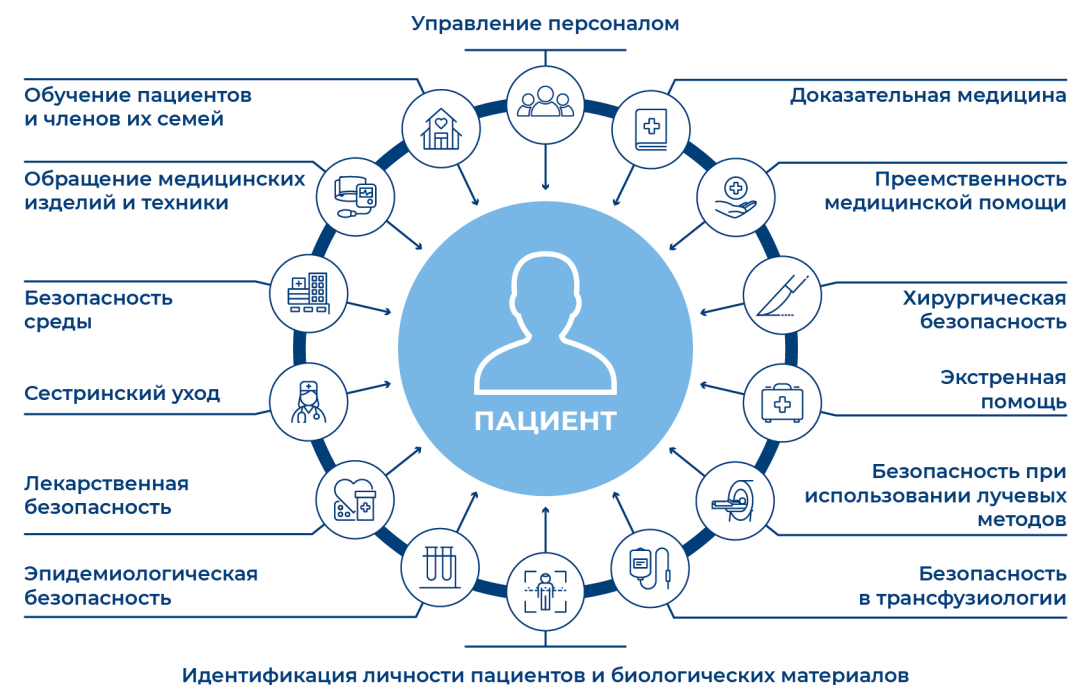 Управление персоналом
Обучение пациентов
и членов их семей
Доказательная медицина
Обращение медицинских
изделий и техники
Преемственность
медицинской помощи
Безопасность
среды
Хирургическая
безопасность
Сестринский уход
Экстренная
помощь
ПАЦИЕНТ
Лекарственная
безопасность
Безопасность при
использовании лучевых
методов
Эпидемиологическая
безопасность
Безопасность
в трансфузиологии
Идентификация личности пациентов и биологических материалов